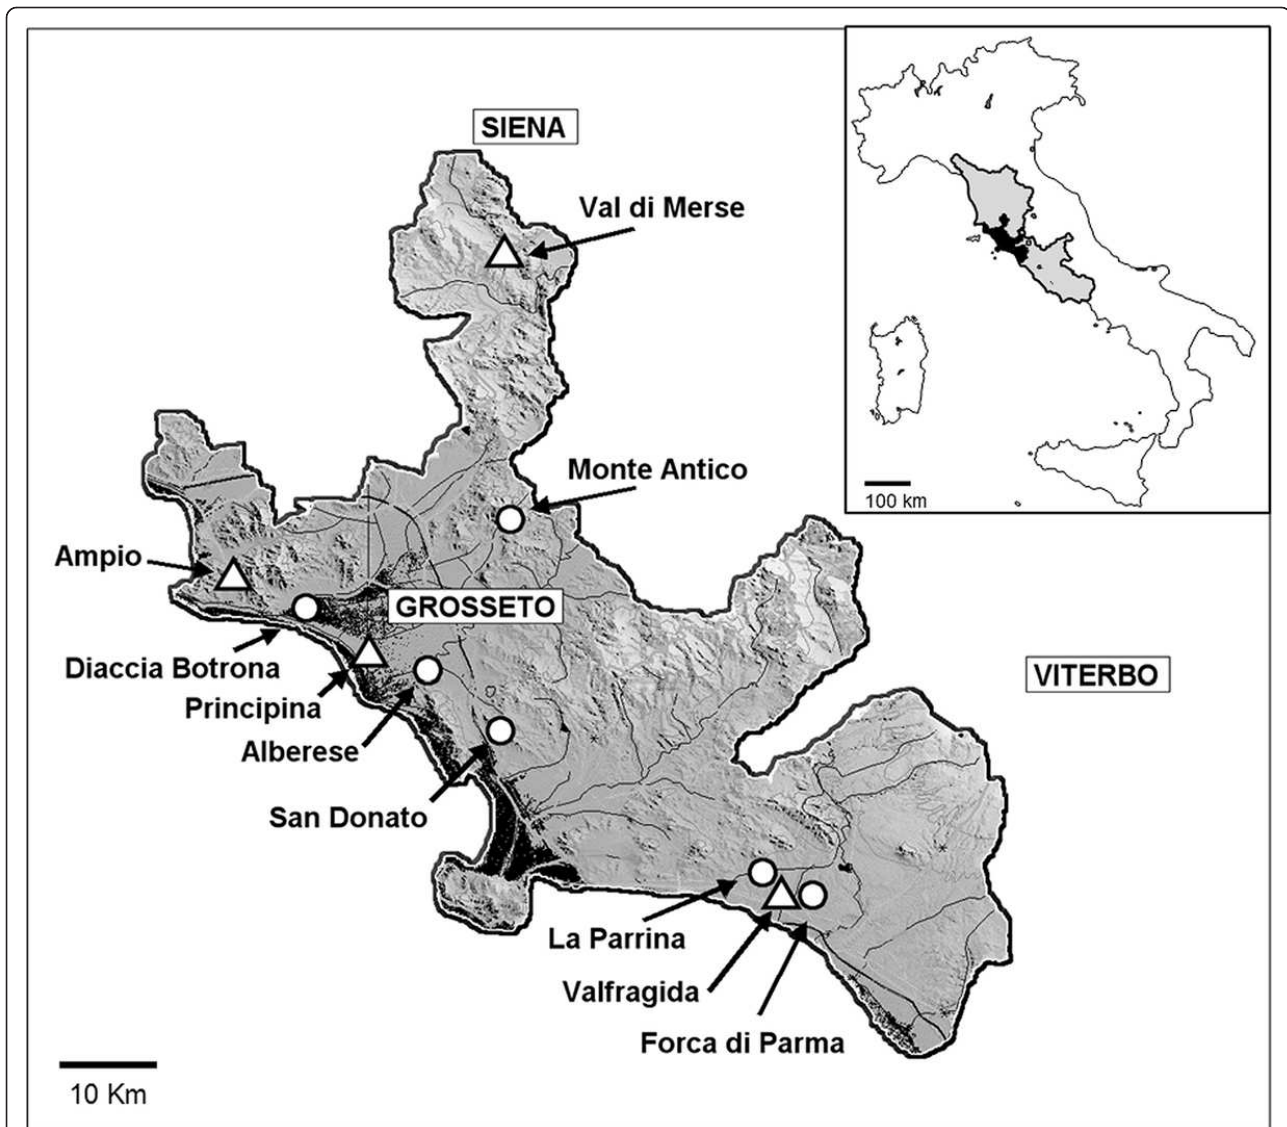 SIENA
Val di Merse
100 km
Monte Antico
Ampio
GROSSETO
Diaccia Botrona
VITERBO
Principina
Alberese
San Donato
La Parrina
Valfragida
Forca di Parma
10 Km